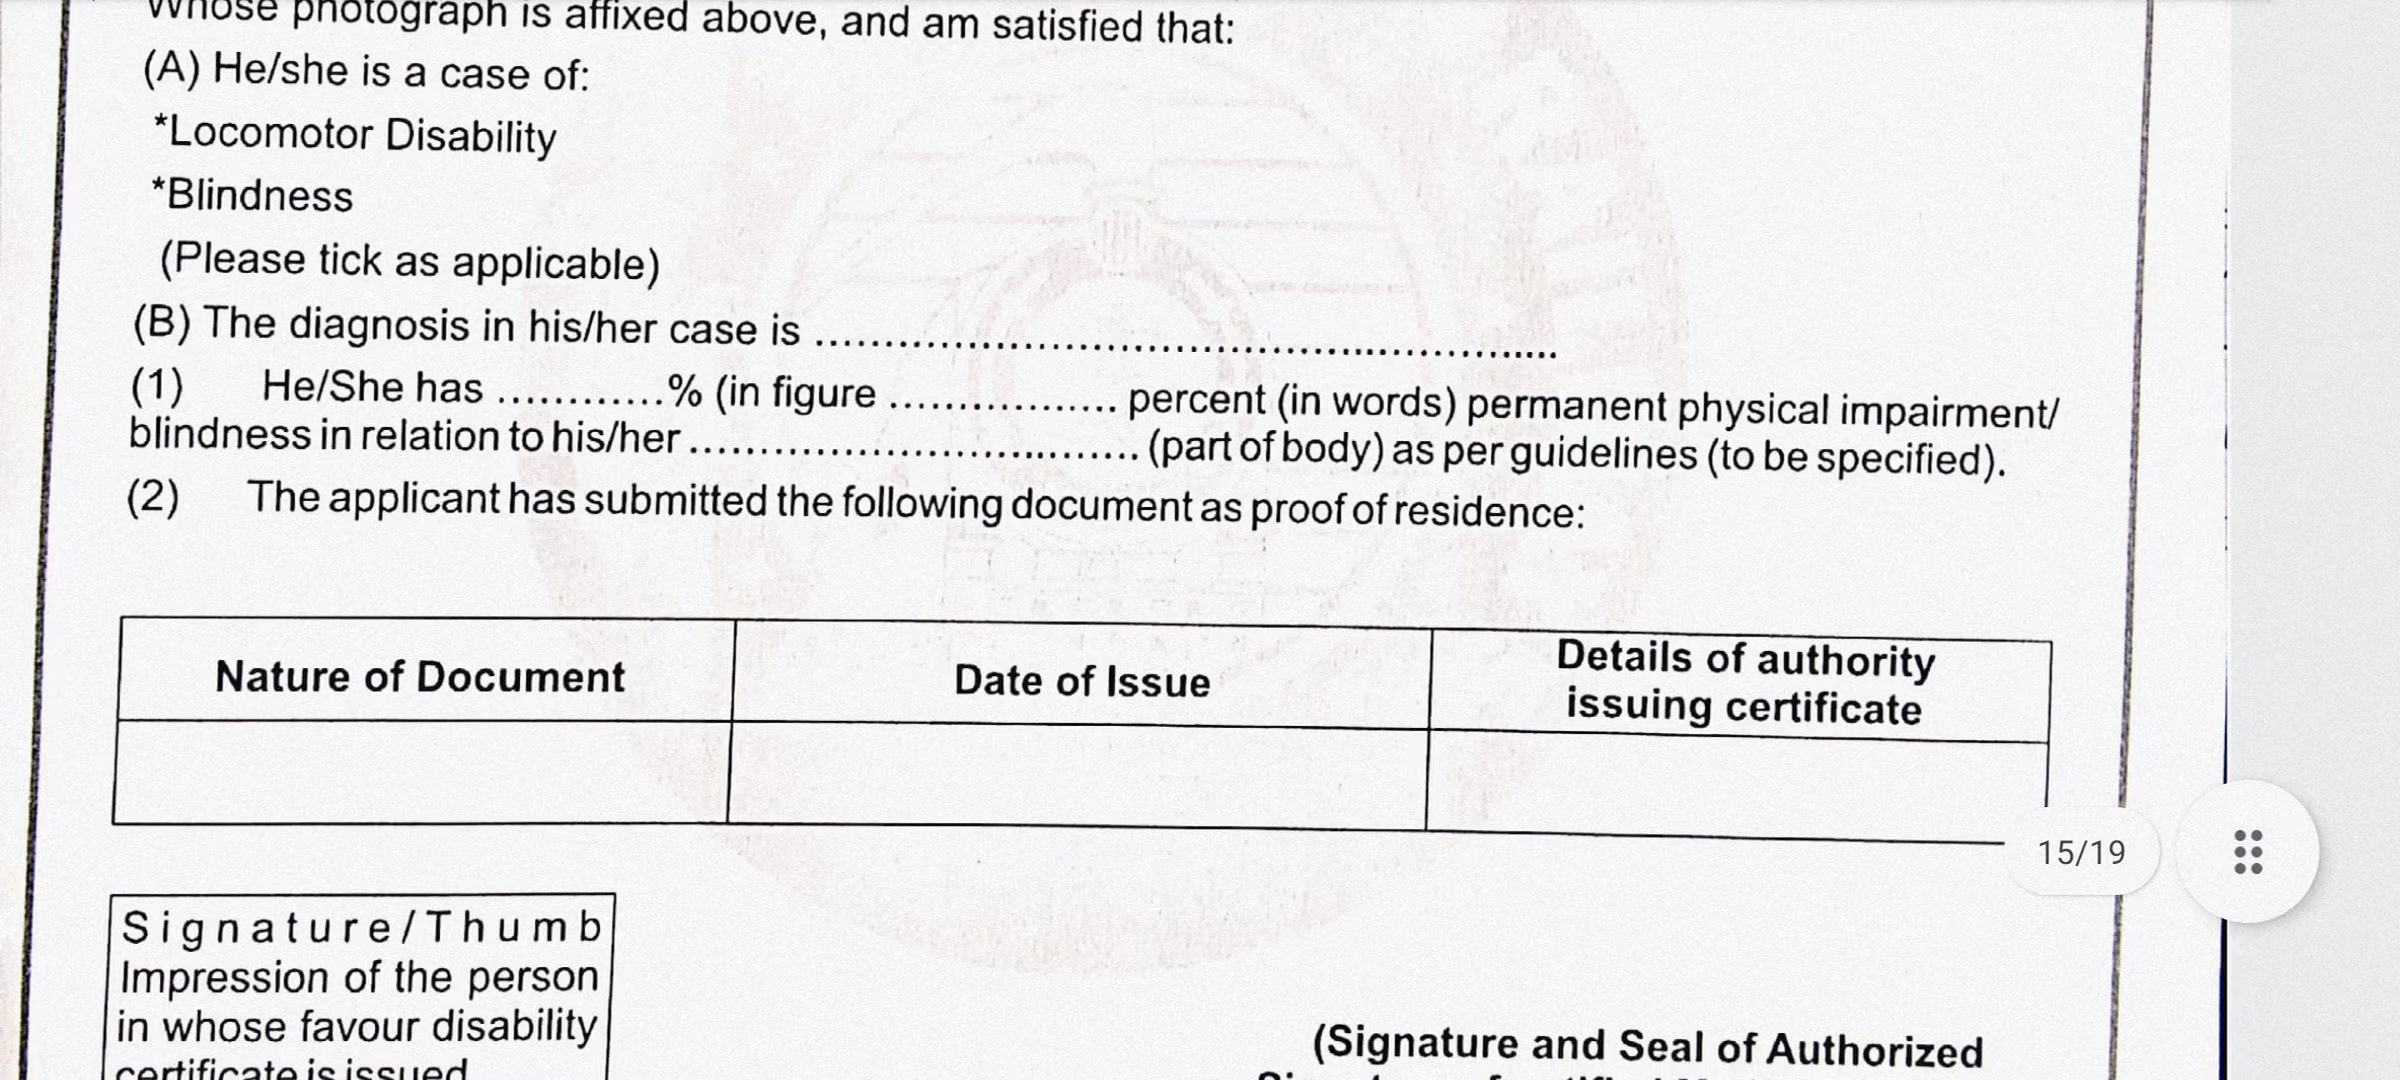 whose photograph is affixed above, and am satisfied that:
(A) He/she is a case of:
*Locomotor Disability
*Blindness
(Please tick as applicable)
(B) The diagnosis in his/her case is ..................................................................
(1) He/She has ............% (in figure ................. percent (in words) permanent physical impairment/
blindness in relation to his/her ................................. (part of body) as per guidelines (to be specified).
(2) The applicant has submitted the following document as proof of residence:
Nature of Document
Date of Issue
Details of authority
issuing certificate
15/19
Signature/Thumb
Impression of the person
in whose favour disability
certificate is issued
(Signature and Seal of Authorized